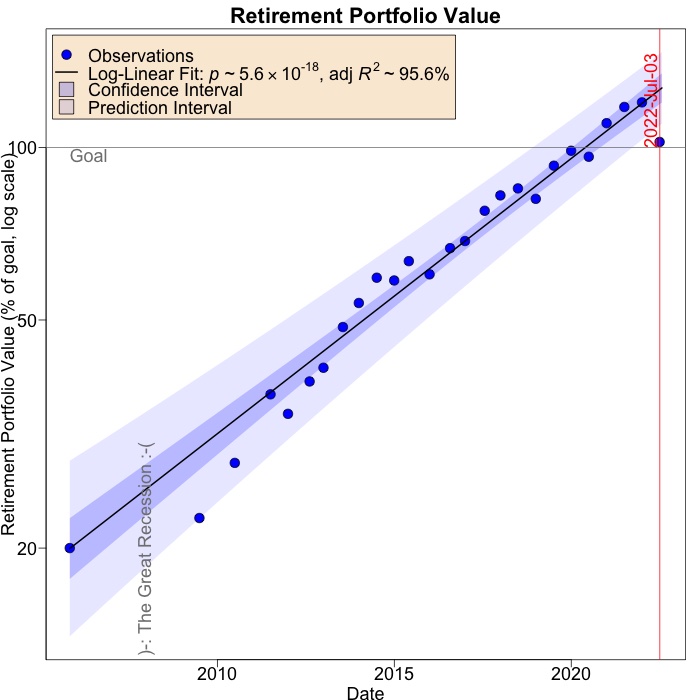 Retirement Portfolio Value
Observations
Log-Linear Fit: p ~ 5.6 × 10^-18, adj R^2 ~ 95.6%
Confidence Interval
Prediction Interval
2022-Jul-03
Goal
100
50
20
Retirement Portfolio Value (% of goal, log scale)
)-: The Great Recession :-(
2010
2015
2020
Date